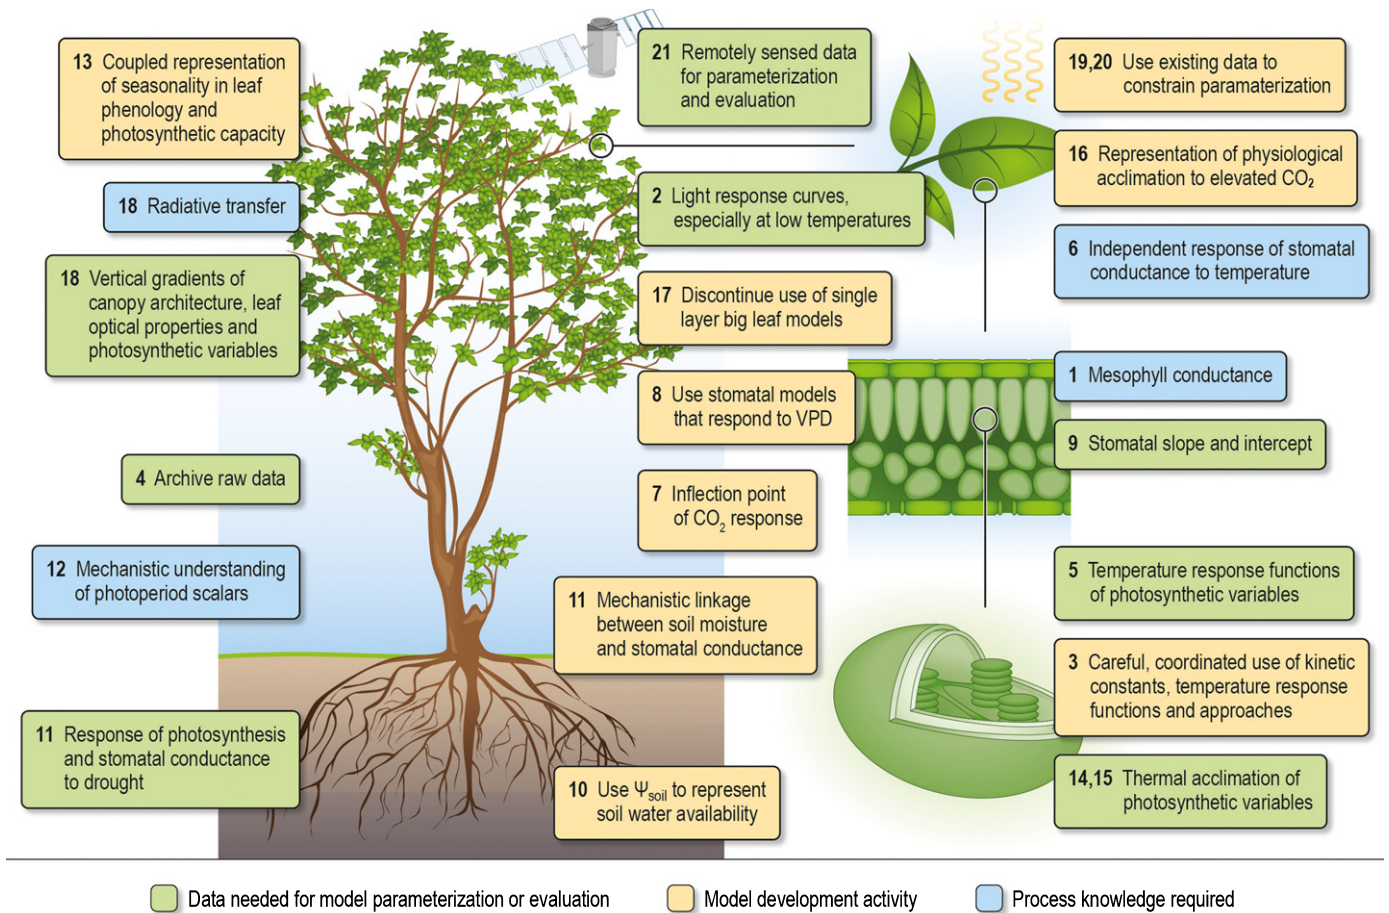 13 Coupled representation
of seasonality in leaf
phenology and
photosynthetic capacity
18 Radiative transfer
18 Vertical gradients of
canopy architecture, leaf
optical properties and
photosynthetic variables
4 Archive raw data
12 Mechanistic understanding
of photoperiod scalars
11 Response of photosynthesis
and stomatal conductance
to drought
21 Remotely sensed data
for parameterization
and evaluation
2 Light response curves,
especially at low temperatures
17 Discontinue use of single
layer big leaf models
8 Use stomatal models
that respond to VPD
7 Inflection point
of CO₂ response
11 Mechanistic linkage
between soil moisture
and stomatal conductance
10 Use Ψsoil to represent
soil water availability
19,20 Use existing data to
constrain paramaterization
16 Representation of physiological
acclimation to elevated CO₂
6 Independent response of stomatal
conductance to temperature
1 Mesophyll conductance
9 Stomatal slope and intercept
5 Temperature response functions
of photosynthetic variables
3 Careful, coordinated use of kinetic
constants, temperature response
functions and approaches
14,15 Thermal acclimation of
photosynthetic variables
Data needed for model parameterization or evaluation
Model development activity
Process knowledge required